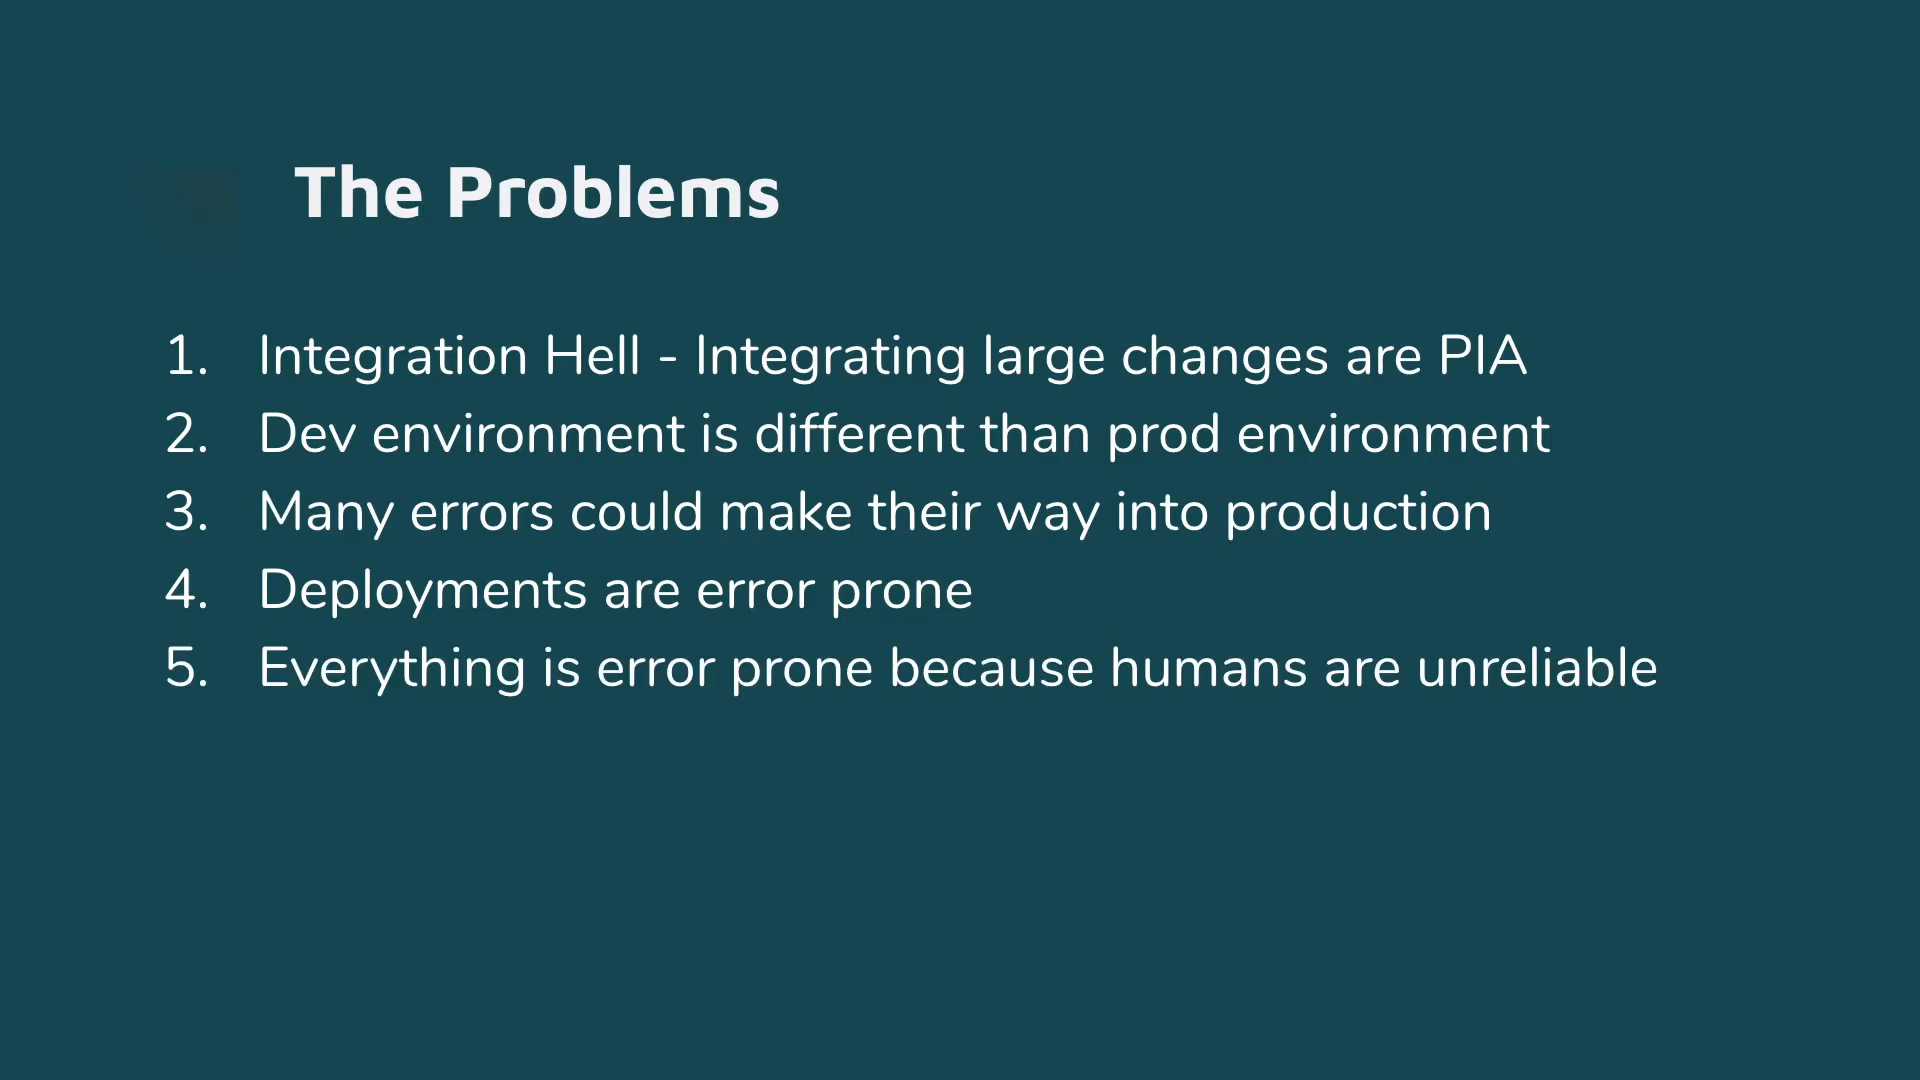 The Problems
1. Integration Hell - Integrating large changes are PIA
2. Dev environment is different than prod environment
3. Many errors could make their way into production
4. Deployments are error prone
5. Everything is error prone because humans are unreliable